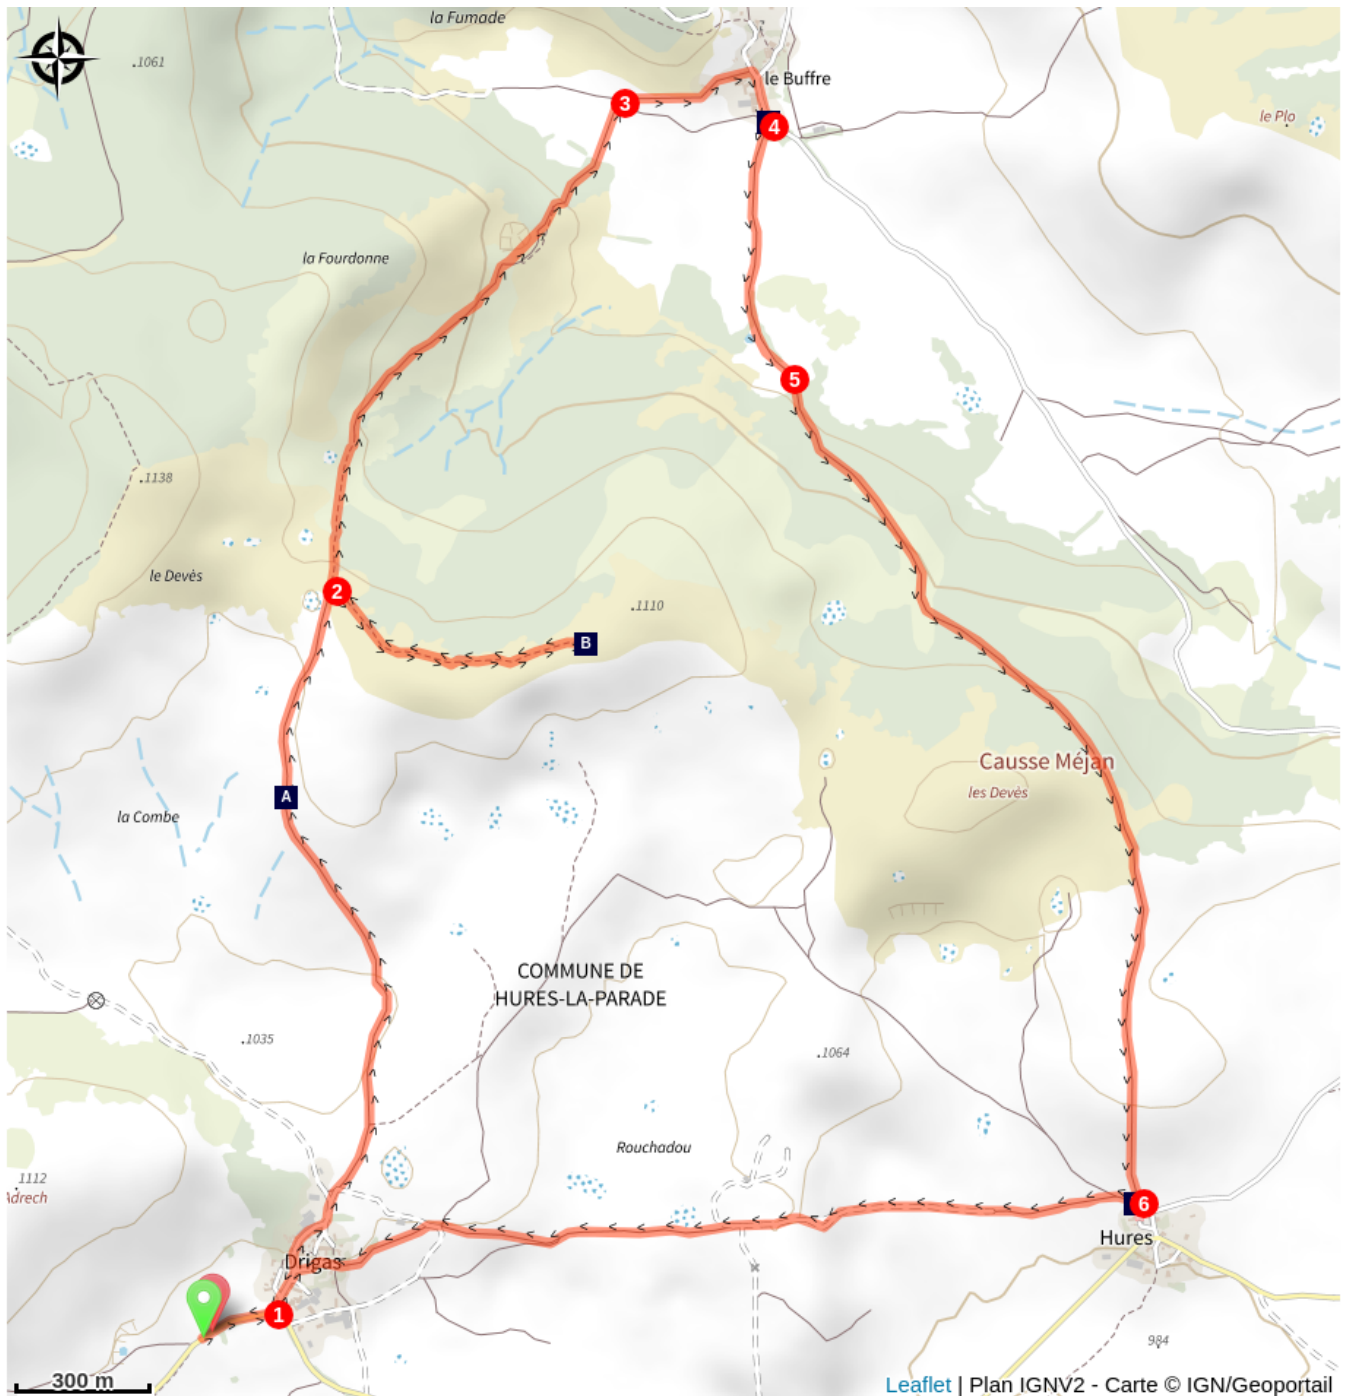 la Fumade
.1061
le Buffre
3
4
le Plo
la Fourdonne
5
.1138
le Devès
2
.1110
B
Causse Méjan
les Devès
A
la Combe
COMMUNE DE
HURES-LA-PARADE
.1035
.1064
Rouchadou
.1112
Adrech
6
Hures
Drigas
1
984
300 m
Leaflet | Plan IGNV2 - Carte © IGN/Geoportail